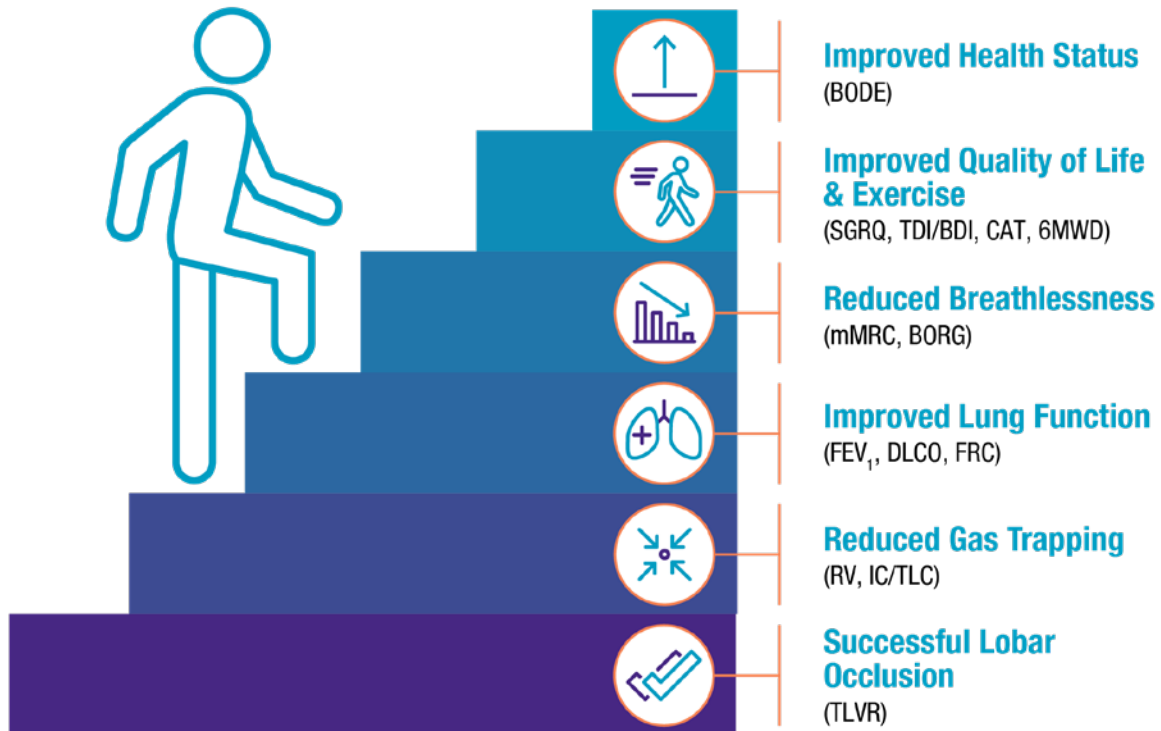 Improved Health Status
(BODE)
Improved Quality of Life
& Exercise
(SGRQ, TDI/BDI, CAT, 6MWD)
Reduced Breathlessness
(mMRC, BORG)
Improved Lung Function
(FEV₁, DLCO, FRC)
Reduced Gas Trapping
(RV, IC/TLC)
Successful Lobar
Occlusion
(TLVR)